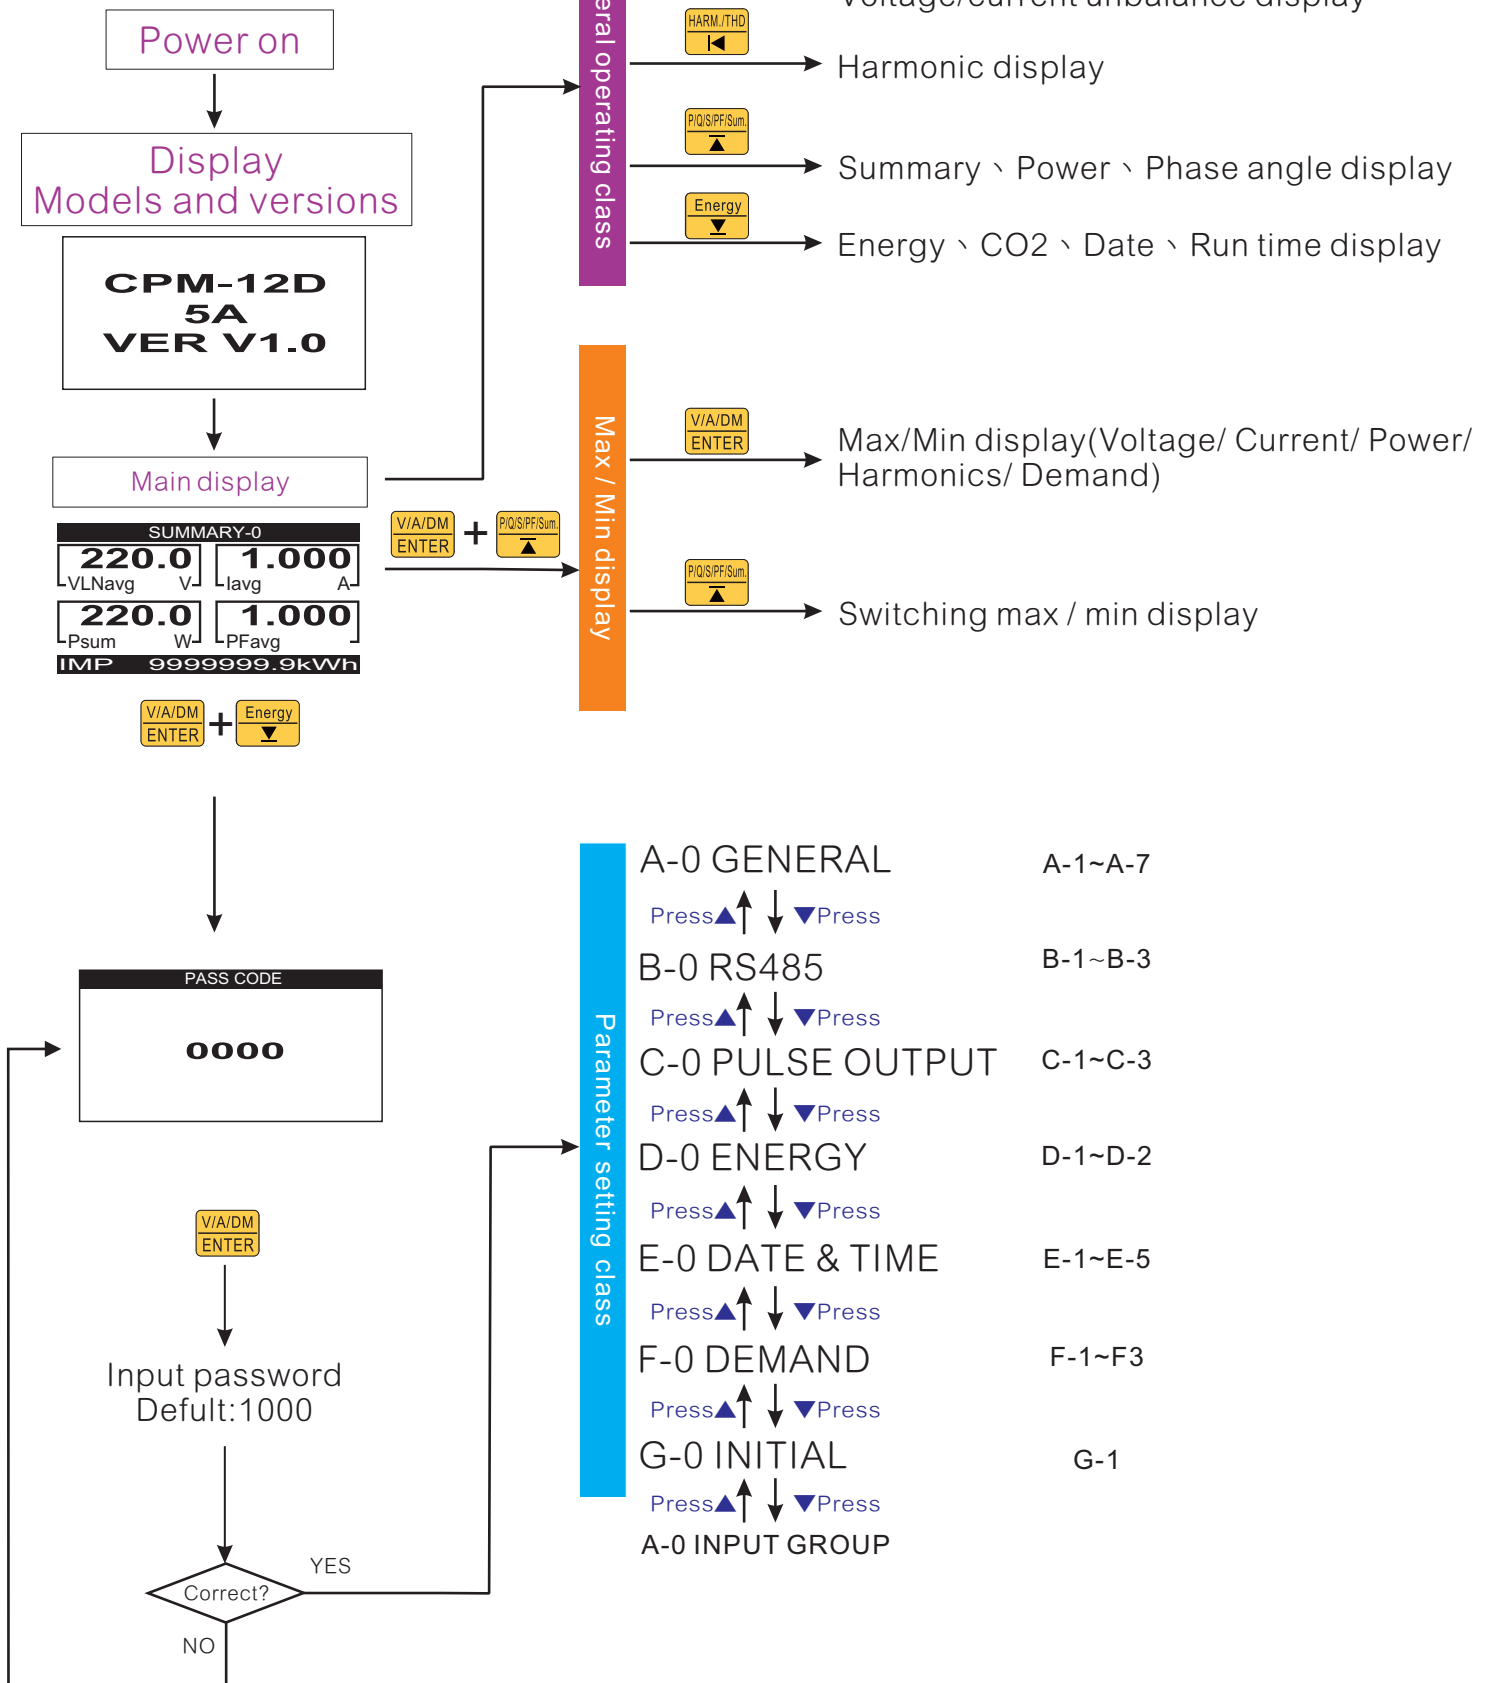 Voltage/current unbalance display
Power on
HARM./THD
Harmonic display
Display
Models and versions
P/Q/S/PF/Sum.
Summary、Power、Phase angle display
Energy
Energy、CO2、Date、Run time display
operating class
CPM-12D
5A
VER V1.0
Main display
Max / Min display
V/A/DM
ENTER
Max/Min display(Voltage/ Current/ Power/
Harmonics/ Demand)
P/Q/S/PF/Sum.
Switching max / min display
V/A/DM
ENTER
+
P/Q/S/PF/Sum.
SUMMARY-0
220.0 1.000
VLNavg V Iavg A
220.0 1.000
Psum W PFavg
IMP 9999999.9kWh
V/A/DM
ENTER
+
Energy
PASS CODE
0000
V/A/DM
ENTER
Input password
Defult:1000
Correct?
YES
NO
Parameter setting class
A-0 GENERAL A-1~A-7
Press▲ ▼Press
B-0 RS485 B-1~B-3
Press▲ ▼Press
C-0 PULSE OUTPUT C-1~C-3
Press▲ ▼Press
D-0 ENERGY D-1~D-2
Press▲ ▼Press
E-0 DATE & TIME E-1~E-5
Press▲ ▼Press
F-0 DEMAND F-1~F3
Press▲ ▼Press
G-0 INITIAL G-1
Press▲ ▼Press
A-0 INPUT GROUP